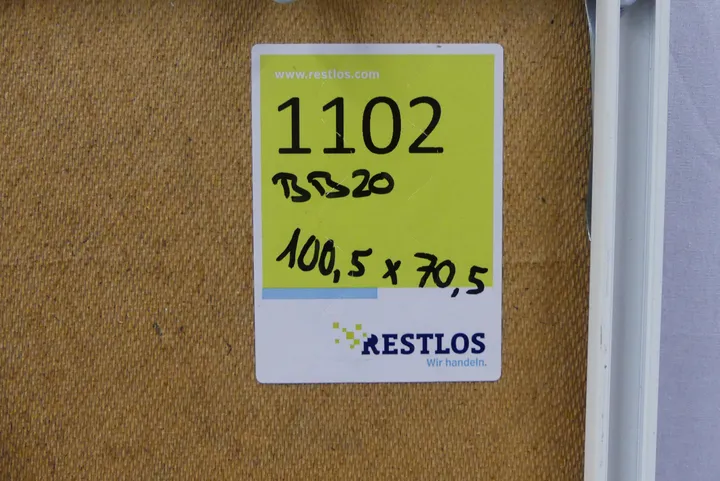 www.restlos.com
1102
BB20
100,5 x 70,5
RESTLOS
Wir handeln.